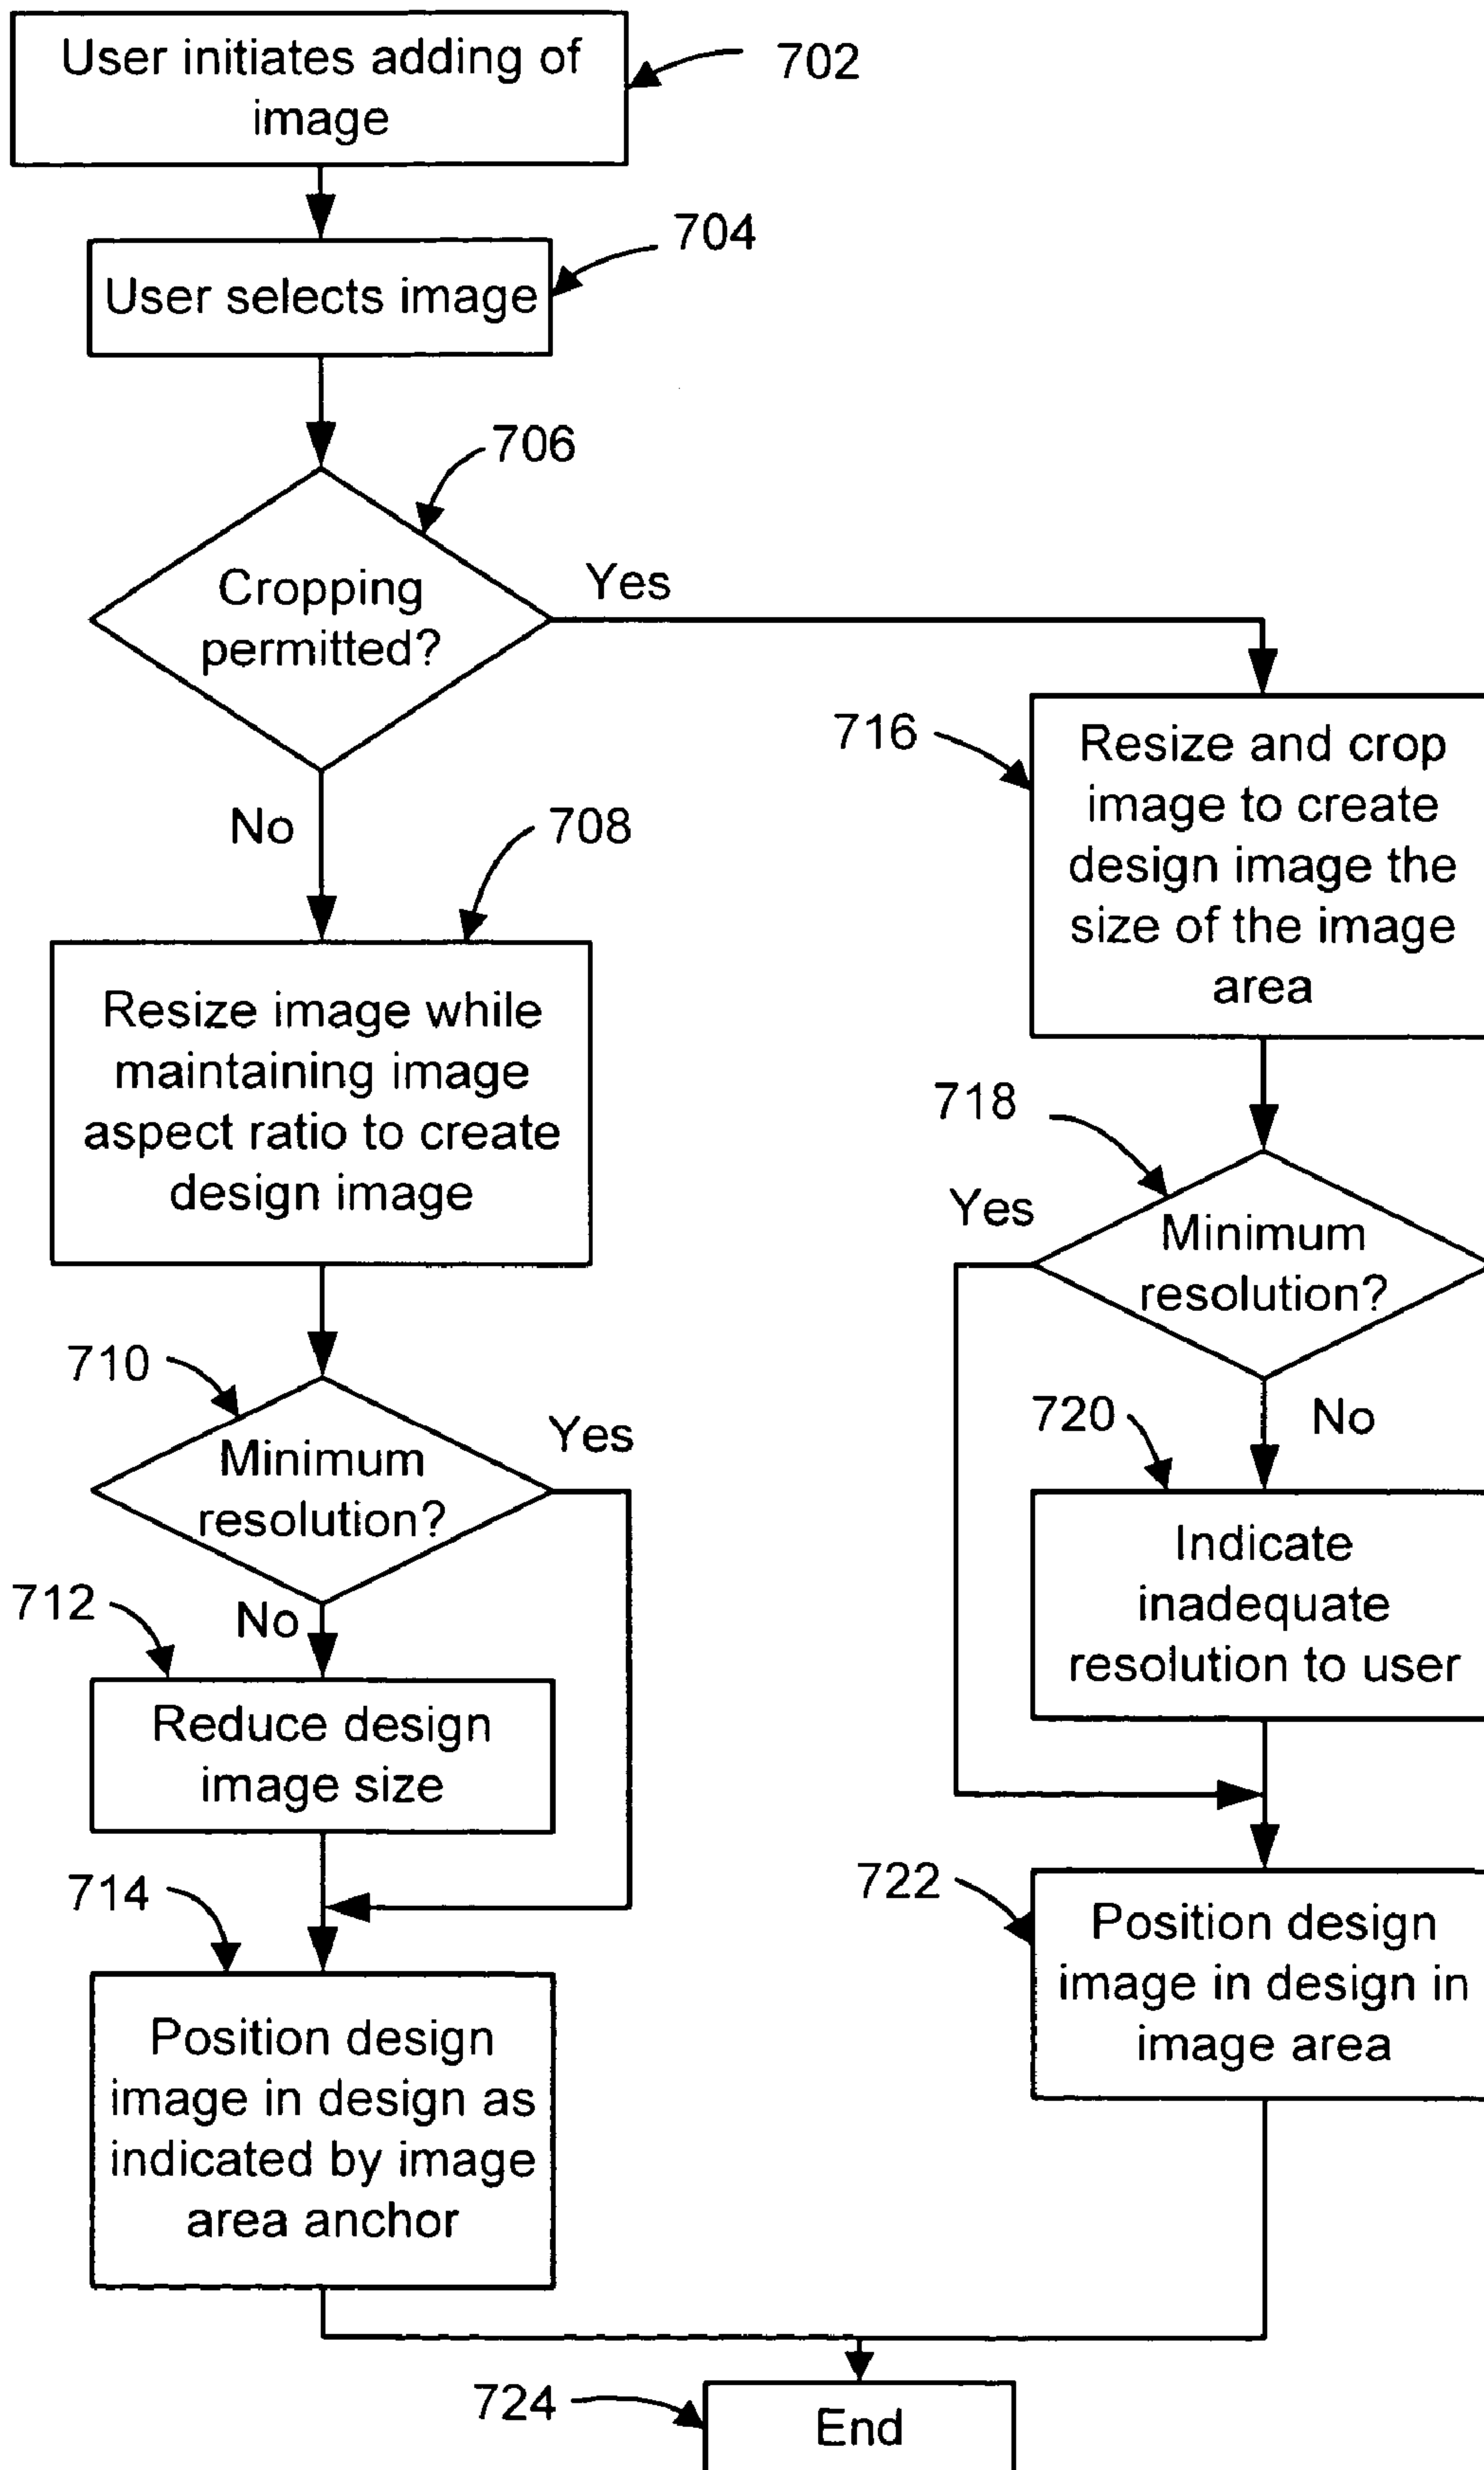 User initiates adding of
image
702
User selects image
704
706
Cropping
permitted?
Yes
No
708
Resize image while
maintaining image
aspect ratio to create
design image
710
Minimum
resolution?
Yes
No
712
Reduce design
image size
714
Position design
image in design as
indicated by image
area anchor
716
Resize and crop
image to create
design image the
size of the image
area
718
Yes
Minimum
resolution?
720
No
Indicate
inadequate
resolution to user
722
Position design
image in design in
image area
724
End